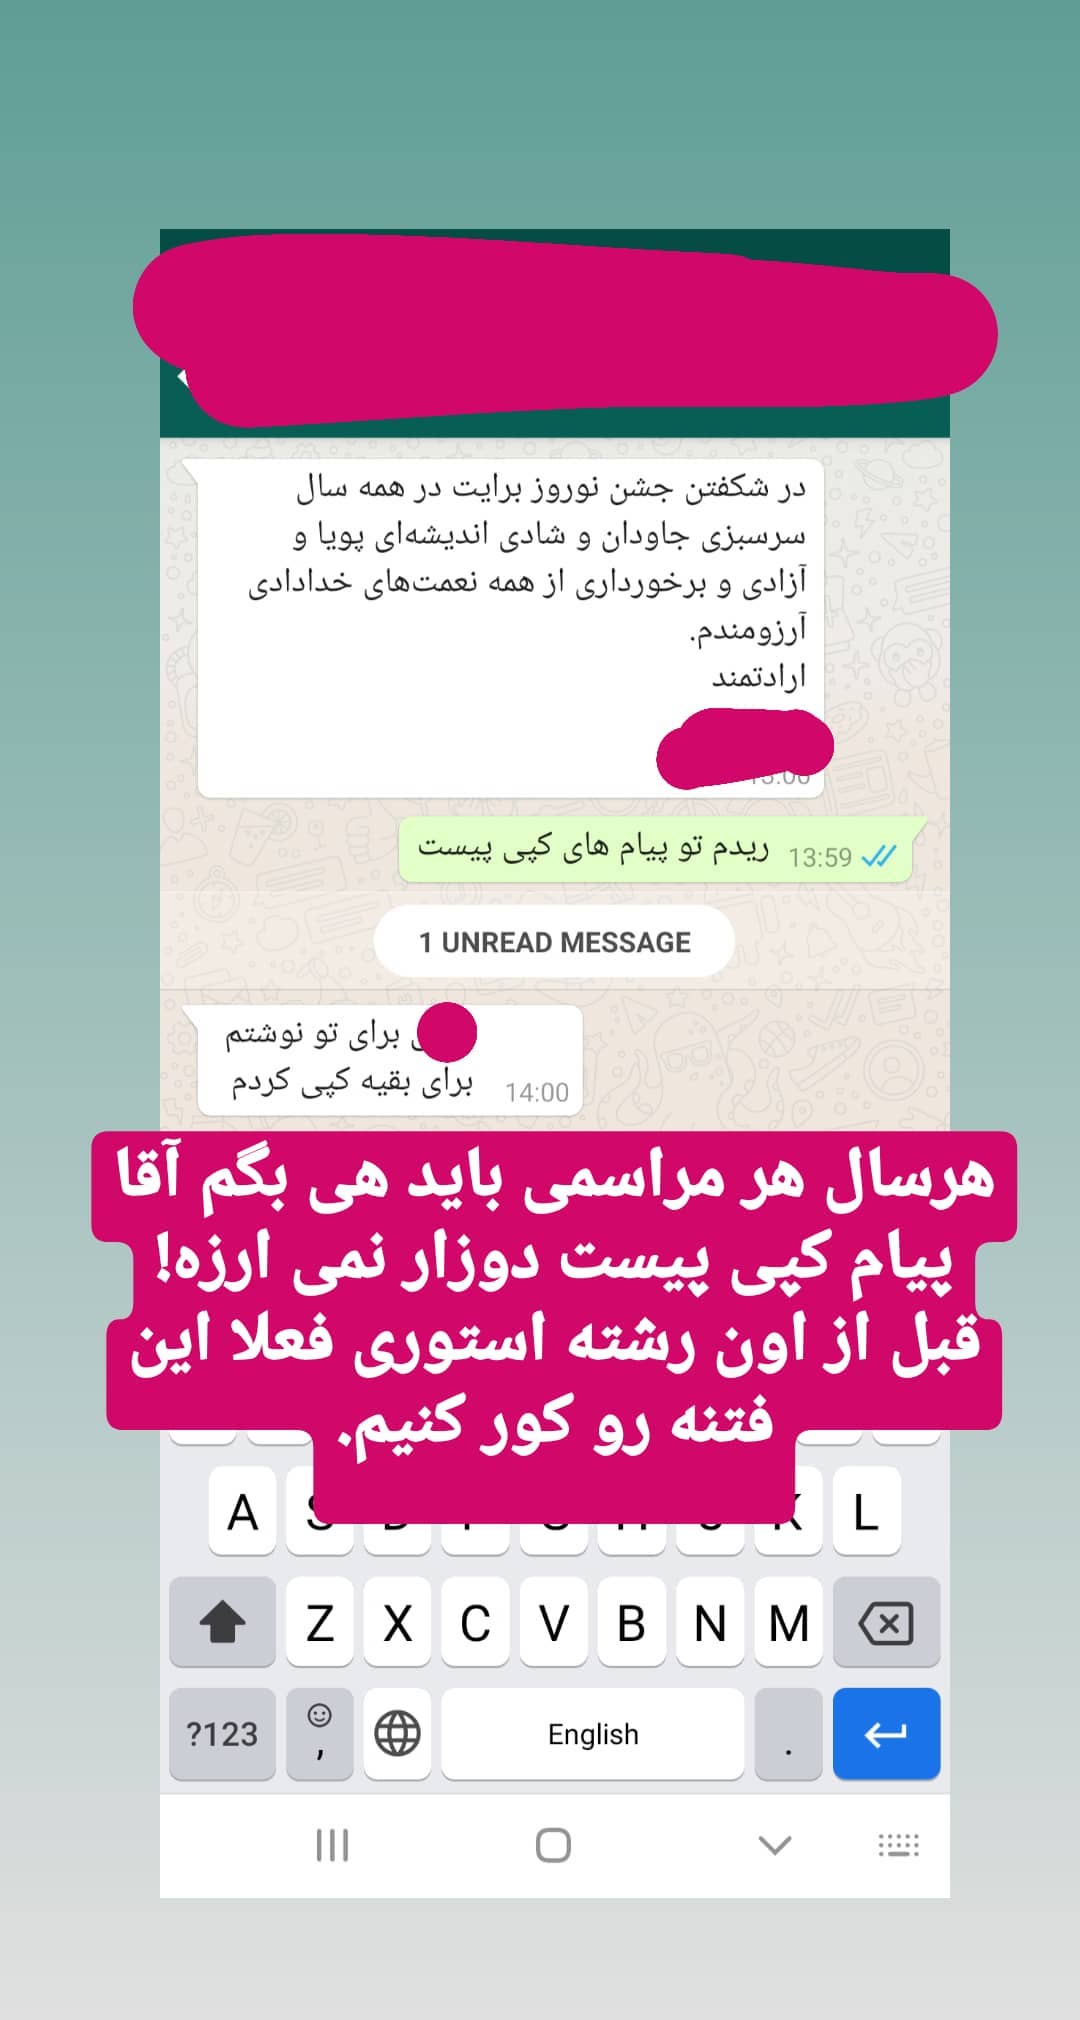 در شکفتن جشن نوروز برایت در همه سال
سرسبزی جاودان و شادی اندیشه‌ای پویا و
آزادی و برخورداری از همه نعمت‌های خدادادی
آرزومندم.
ارادتمند
ریدم تو پیام های کپی پیست
13:59
1 UNREAD MESSAGE
برای تو نوشتم
برای بقیه کپی کردم
14:00
هرسال هر مراسمی باید هی بگم آقا
پیام کپی پیست دوزار نمی ارزه!
قبل از اون رشته استوری فعلا این
فتنه رو کور کنیم.
A L
Z X C V B N M
?123 , English .